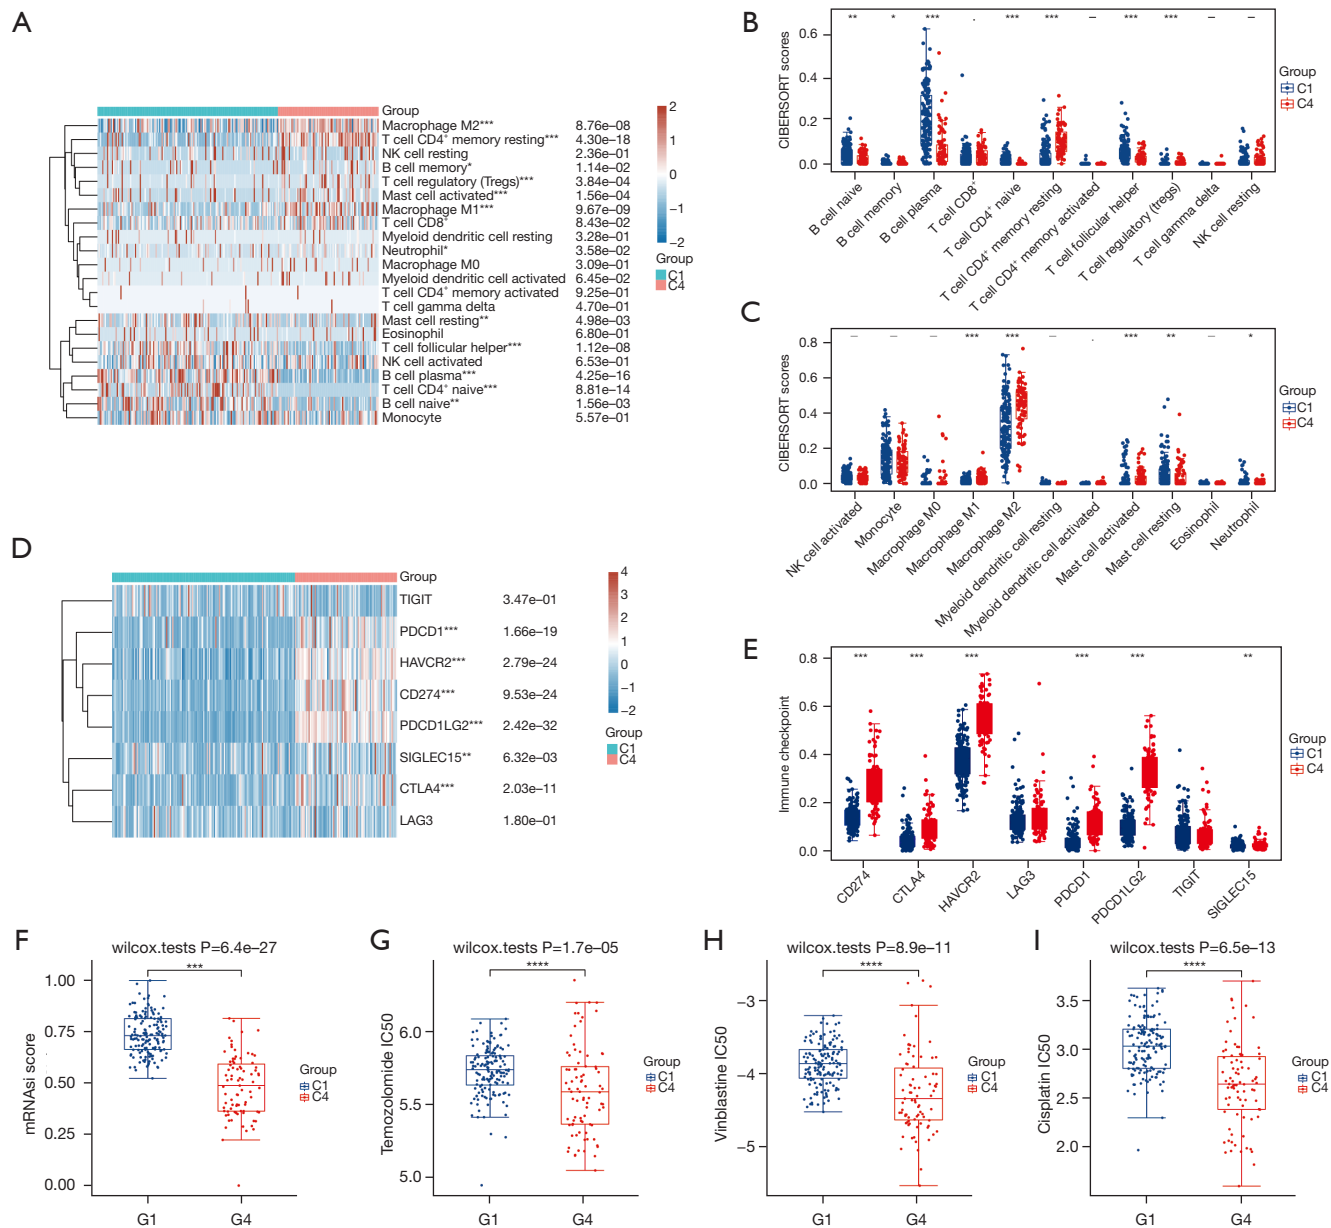 A
Group
Macrophage M2*** 8.76e−08
T cell CD4+ memory resting*** 4.30e−18
NK cell resting 2.36e−01
B cell memory* 1.14e−02
T cell regulatory (Tregs)*** 3.84e−04
Mast cell activated*** 1.56e−04
Macrophage M1*** 9.67e−09
T cell CD8+ 8.43e−02
Myeloid dendritic cell resting 3.28e−01
Neutrophil* 3.58e−02
Macrophage M0 3.09e−01
Myeloid dendritic cell activated 6.45e−02
T cell CD4+ memory activated 9.25e−01
T cell gamma delta 4.70e−01
Mast cell resting** 4.98e−03
Eosinophil 6.80e−01
T cell follicular helper*** 1.12e−08
NK cell activated 6.53e−01
B cell plasma*** 4.25e−16
T cell CD4+ naive*** 8.81e−14
B cell naive** 1.56e−03
Monocyte 5.57e−01
2
1
0
−1
−2
Group
C1
C4
B
CIBERSORT scores
0.6
0.4
0.2
0.0
** * *** . *** *** – *** *** – –
B cell naive
B cell memory
B cell plasma
T cell CD8+
T cell CD4+ naive
T cell CD4+ memory resting
T cell CD4+ memory activated
T cell follicular helper
T cell regulatory (tregs)
T cell gamma delta
NK cell resting
Group
C1
C4
C
CIBERSORT scores
0.8
0.6
0.4
0.2
0.0
– – – *** *** – . *** ** – *
NK cell activated
Monocyte
Macrophage M0
Macrophage M1
Macrophage M2
Myeloid dendritic cell resting
Myeloid dendritic cell activated
Mast cell activated
Mast cell resting
Eosinophil
Neutrophil
Group
C1
C4
D
Group
TIGIT 3.47e−01
PDCD1*** 1.66e−19
HAVCR2*** 2.79e−24
CD274*** 9.53e−24
PDCD1LG2*** 2.42e−32
SIGLEC15** 6.32e−03
CTLA4*** 2.03e−11
LAG3 1.80e−01
4
3
2
1
0
−1
−2
Group
C1
C4
E
Immune checkpoint
0.8
0.6
0.4
0.2
0.0
*** *** *** *** *** **
CD274
CTLA4
HAVCR2
LAG3
PDCD1
PDCD1LG2
TIGIT
SIGLEC15
Group
C1
C4
F
wilcox.tests P=6.4e−27
***
mRNAsi score
1.00
0.75
0.50
0.25
0.00
G1 G4
Group
C1
C4
G
wilcox.tests P=1.7e−05
****
Temozolomide IC50
6.0
5.5
5.0
G1 G4
Group
C1
C4
H
wilcox.tests P=8.9e−11
****
Vinblastine IC50
−3
−4
−5
G1 G4
Group
C1
C4
I
wilcox.tests P=6.5e−13
****
Cisplatin IC50
3.5
3.0
2.5
2.0
G1 G4
Group
C1
C4